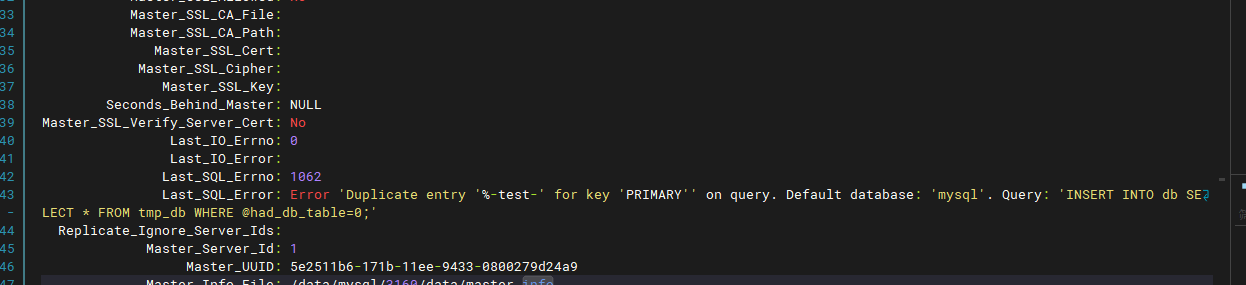 33 Master_SSL_CA_File:
34 Master_SSL_CA_Path:
35 Master_SSL_Cert:
36 Master_SSL_Cipher:
37 Master_SSL_Key:
38 Seconds_Behind_Master: NULL
39 Master_SSL_Verify_Server_Cert: No
40 Last_IO_Errno: 0
41 Last_IO_Error:
42 Last_SQL_Errno: 1062
43 Last_SQL_Error: Error 'Duplicate entry '%-test-' for key 'PRIMARY'' on query. Default database: 'mysql'. Query: 'INSERT INTO db SE
- LECT * FROM tmp_db WHERE @had_db_table=0;'
44 Replicate_Ignore_Server_Ids:
45 Master_Server_Id: 1
46 Master_UUID: 5e2511b6-171b-11ee-9433-0800279d24a9
47 Master_Info_File: /data/mysql/3160/data/master.info